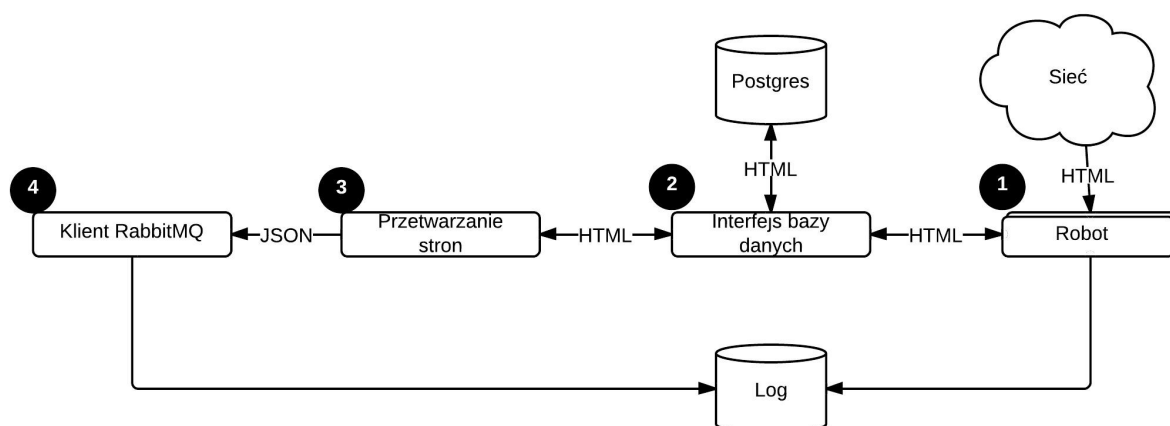 Postgres
Sieć
HTML
HTML
4
3
2
1
Klient RabbitMQ
JSON
Przetwarzanie
stron
HTML
Interfejs bazy
danych
HTML
Robot
Log